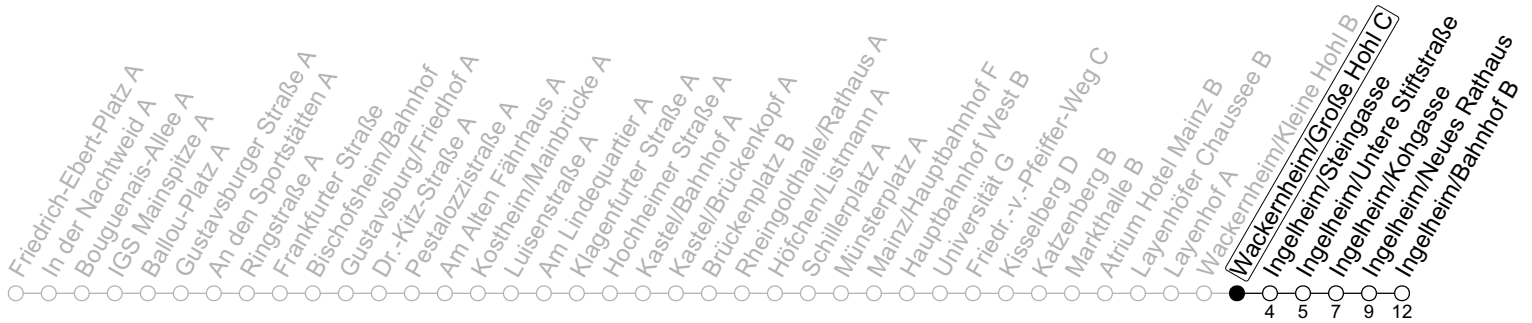 Friedrich-Ebert-Platz A
In der Nachtweid A
Bouguenais-Allee A
IGS Mainspitze A
Ballou-Platz A
Gustavsburger Straße A
An den Sportstätten A
Ringstraße A
Frankfurter Straße
Bischofsheim/Bahnhof
Gustavsburg/Friedhof A
Dr.-Kitz-Straße A
Pestalozzistraße A
Am Alten Fährhaus A
Kostheim/Mainbrücke A
Luisenstraße A
Am Lindequartier A
Klagenfurter Straße A
Hochheimer Straße A
Kastel/Bahnhof A
Kastel/Brückenkopf A
Brückenplatz B
Rheingoldhalle/Rathaus A
Höfchen/Listmann A
Schillerplatz A
Münsterplatz A
Mainz/Hauptbahnhof F
Hauptbahnhof West B
Universität G
Friedr.-v.-Pfeiffer-Weg C
Kisselberg D
Katzenberg B
Markthalle B
Atrium Hotel Mainz B
Layenhöfer Chaussee B
Layenhof A
Wackernheim/Kleine Hohl B
Wackernheim/Große Hohl C
Ingelheim/Steingasse
Ingelheim/Untere Stiftstraße
Ingelheim/Kohgasse
Ingelheim/Neues Rathaus
Ingelheim/Bahnhof B
4 5 7 9 12